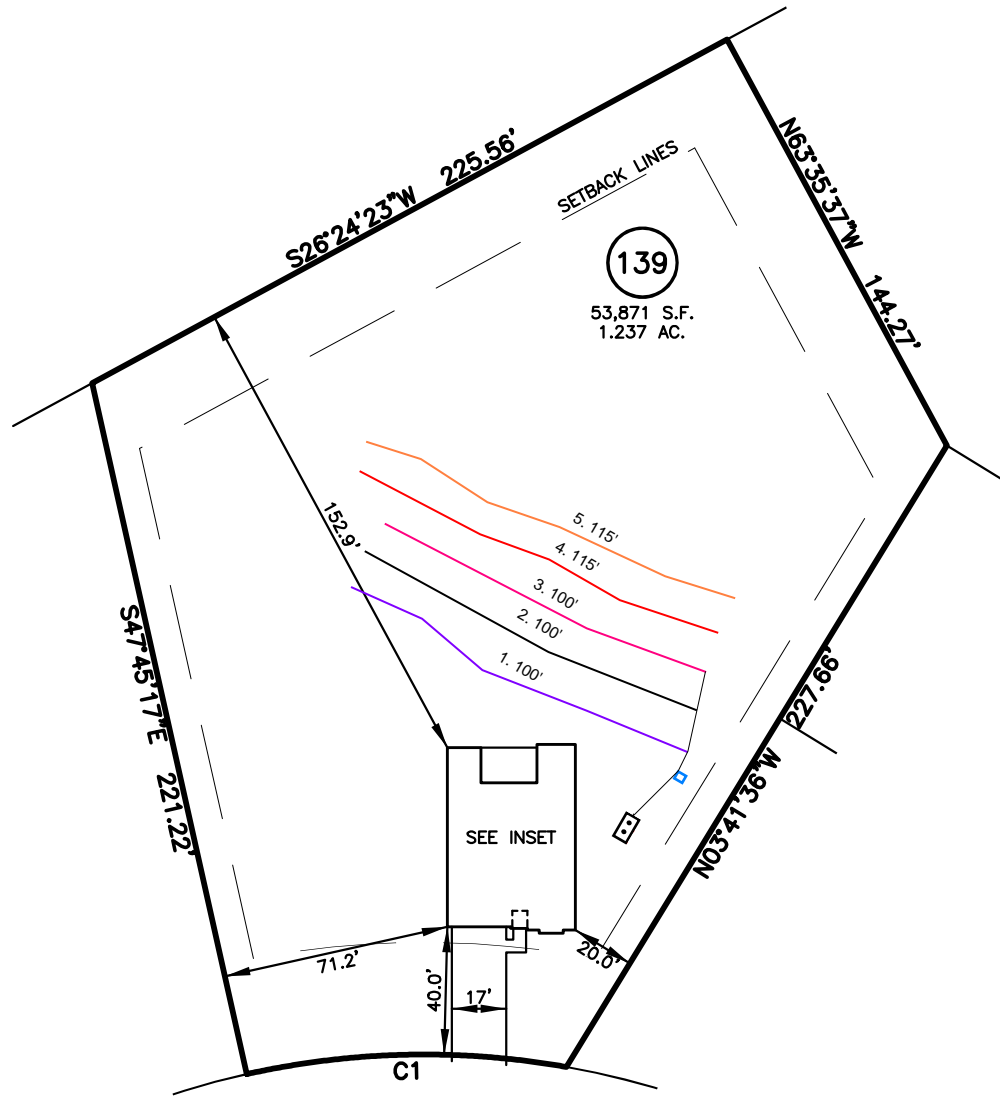 S26°24'23"W 225.56'
N63°35'37"W 144.27'
SETBACK LINES
139
53,871 S.F.
1.237 AC.
152.9'
5. 115'
4. 115'
3. 100'
2. 100'
1. 100'
S47°45'17"E 221.22'
N03°41'36"W 227.66'
SEE INSET
71.2'
40.0'
17'
20.0'
C1